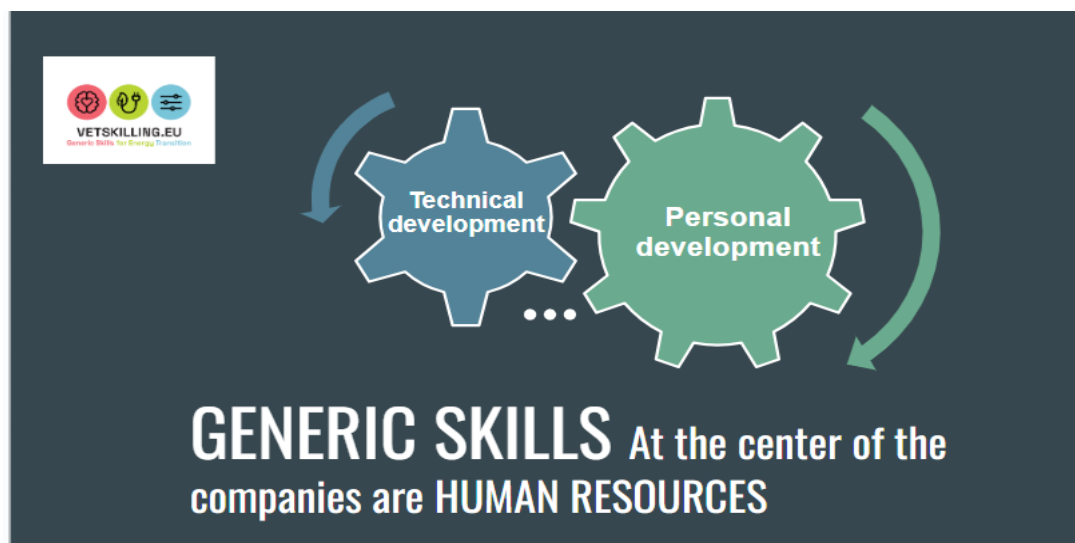 VETSKILLING.EU
Generic Skills for Energy Transition
Technical
development
Personal
development
...
GENERIC SKILLS At the center of the
companies are HUMAN RESOURCES